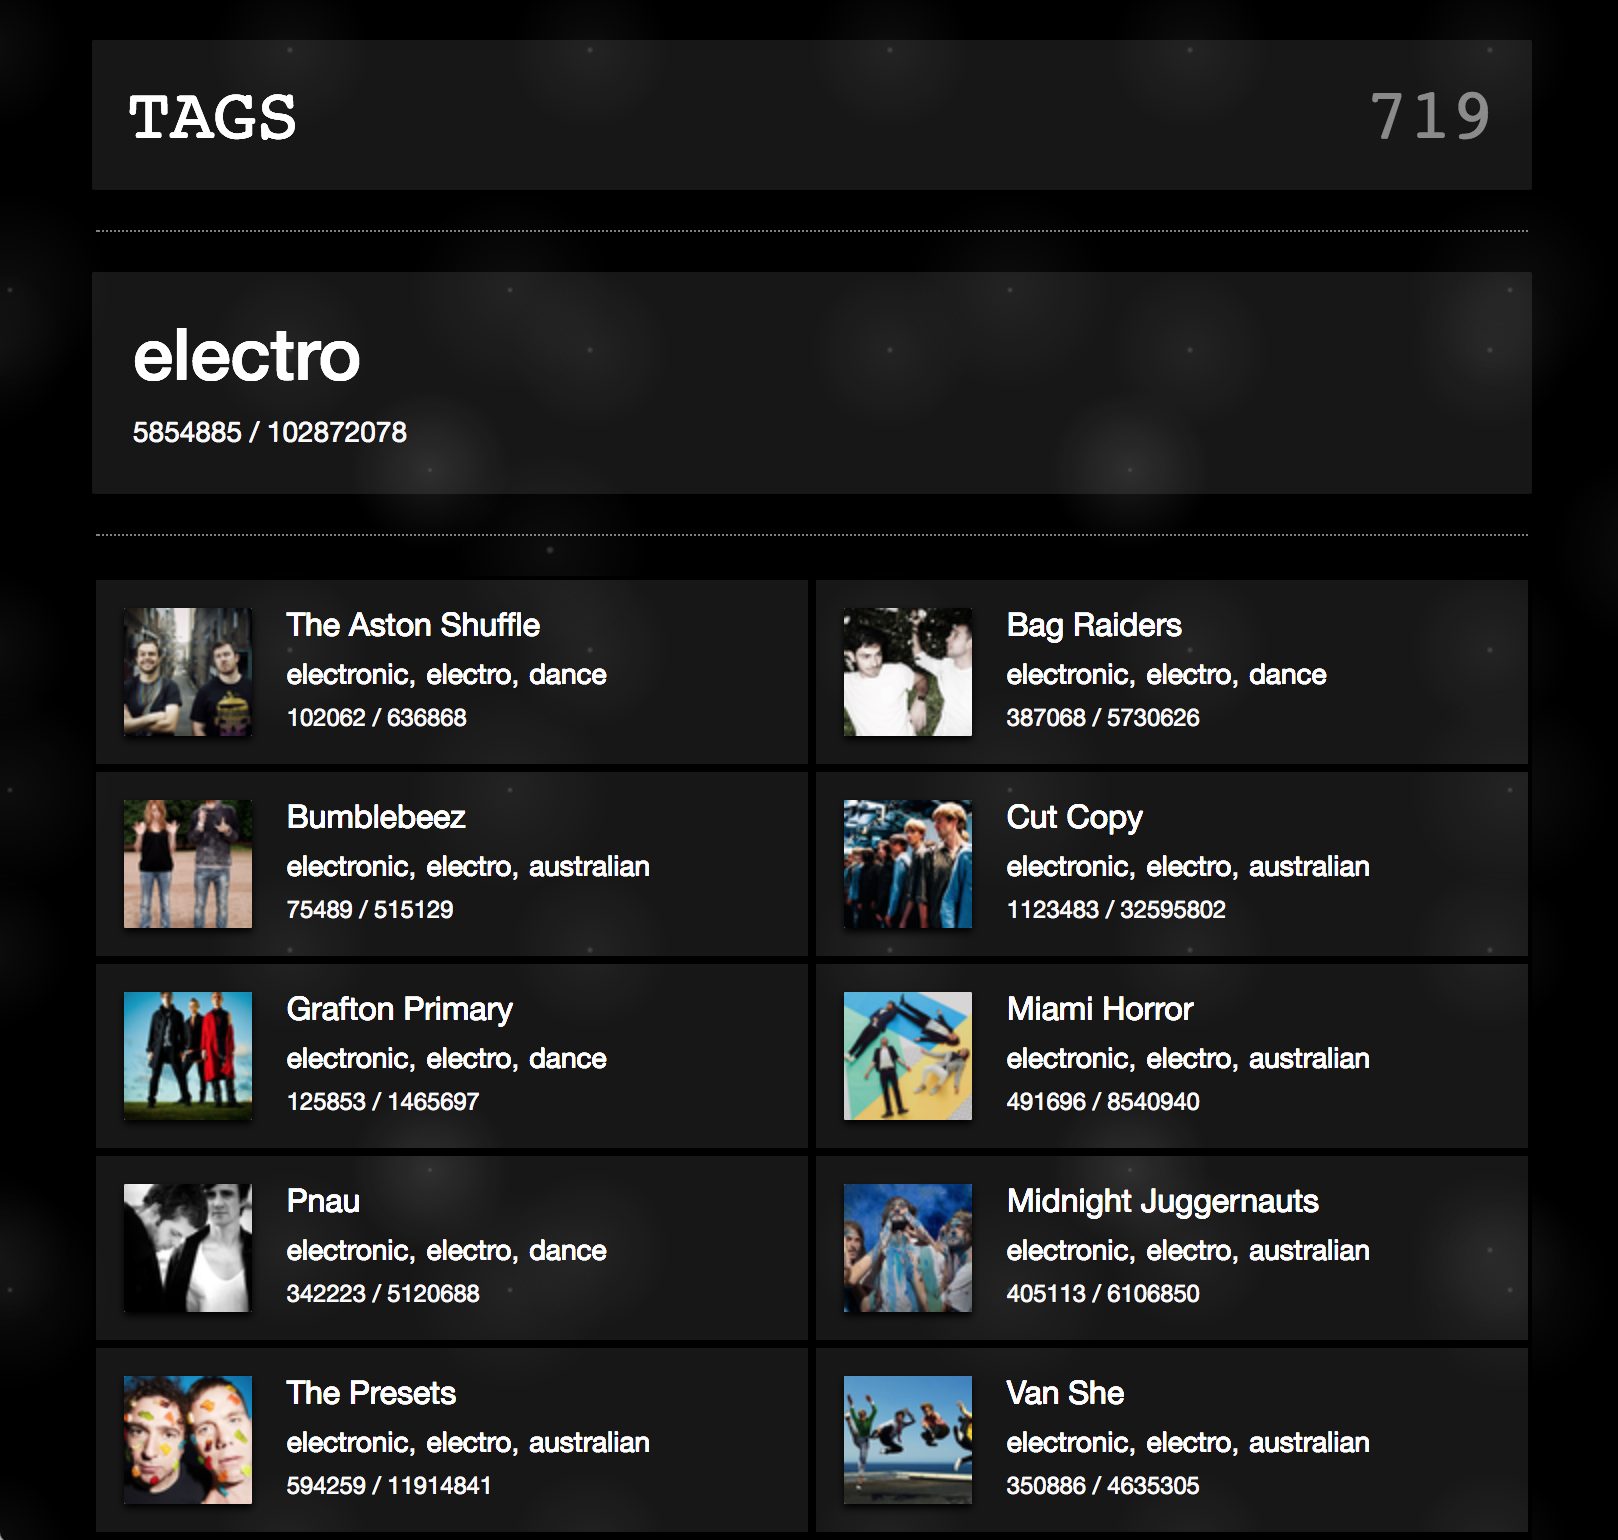 TAGS
719
electro
5854885 / 102872078
The Aston Shuffle
electronic, electro, dance
102062 / 636868
Bag Raiders
electronic, electro, dance
387068 / 5730626
Bumblebeez
electronic, electro, australian
75489 / 515129
Cut Copy
electronic, electro, australian
1123483 / 32595802
Grafton Primary
electronic, electro, dance
125853 / 1465697
Miami Horror
electronic, electro, australian
491696 / 8540940
Pnau
electronic, electro, dance
342223 / 5120688
Midnight Juggernauts
electronic, electro, australian
405113 / 6106850
The Presets
electronic, electro, australian
594259 / 11914841
Van She
electronic, electro, australian
350886 / 4635305